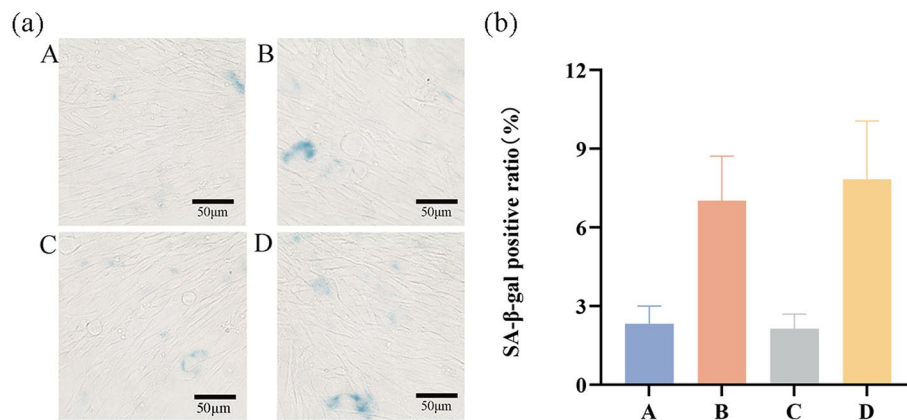 (a)
A
50μm
B
50μm
C
50μm
D
50μm
(b)
SA-β-gal positive ratio (%)
12
9
6
3
0
A B C D